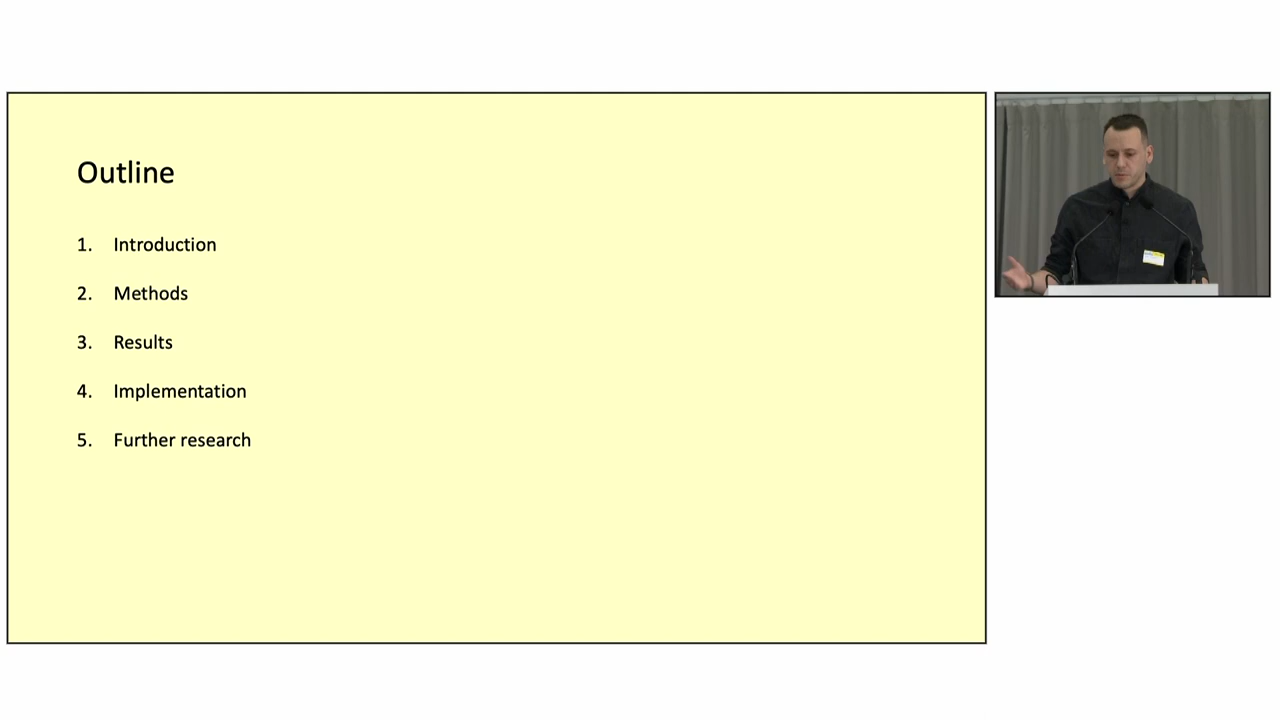 Outline
1. Introduction
2. Methods
3. Results
4. Implementation
5. Further research